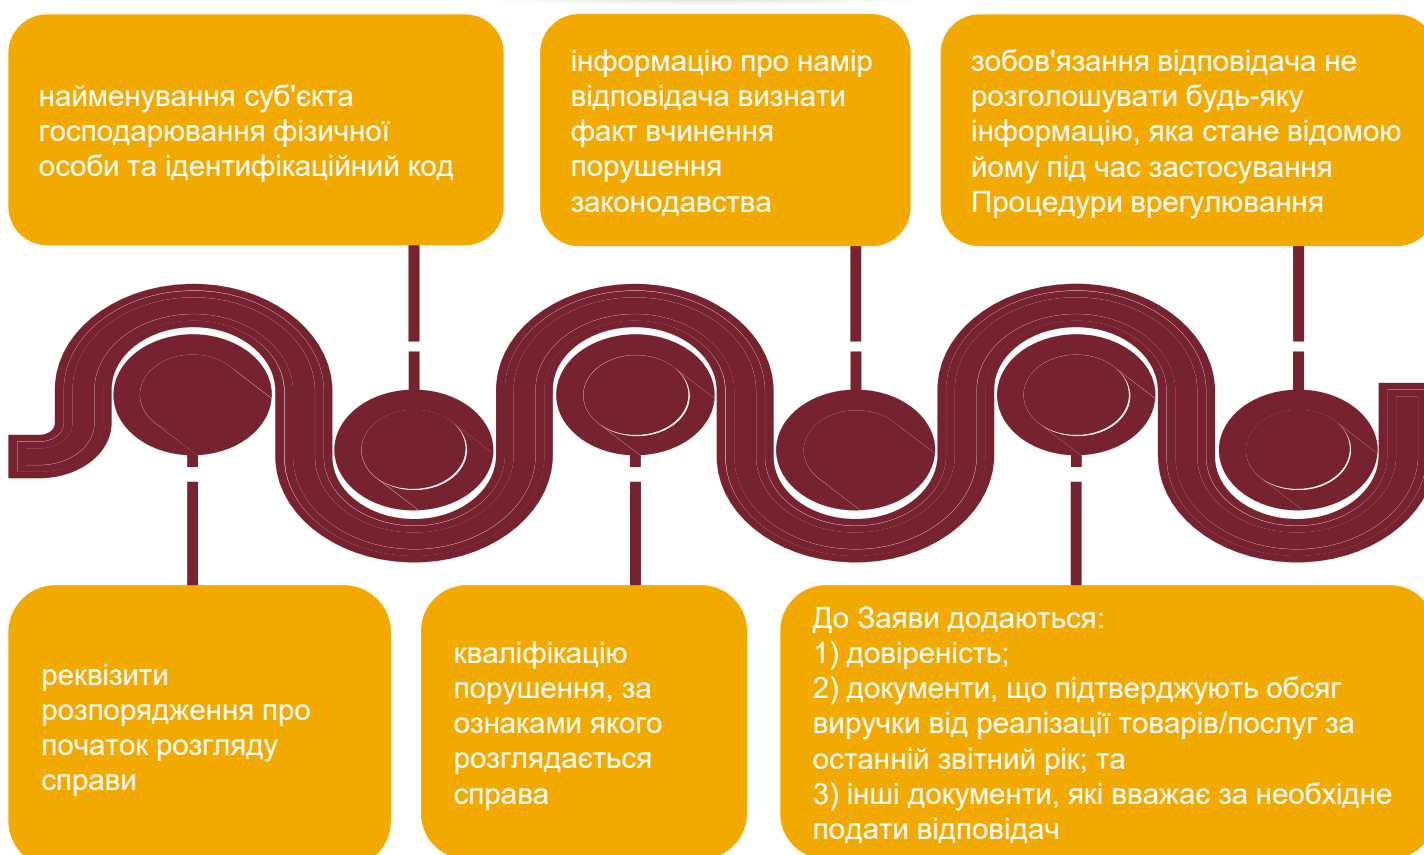 найменування суб'єкта
господарювання фізичної
особи та ідентифікаційний код
інформацію про намір
відповідача визнати
факт вчинення
порушення
законодавства
зобов'язання відповідача не
розголошувати будь-яку
інформацію, яка стане відомою
йому під час застосування
Процедури врегулювання
реквізити
розпорядження про
початок розгляду
справи
кваліфікацію
порушення, за
ознаками якого
розглядається
справа
До Заяви додаються:
1) довіреність;
2) документи, що підтверджують обсяг
виручки від реалізації товарів/послуг за
останній звітний рік; та
3) інші документи, які вважає за необхідне
подати відповідач